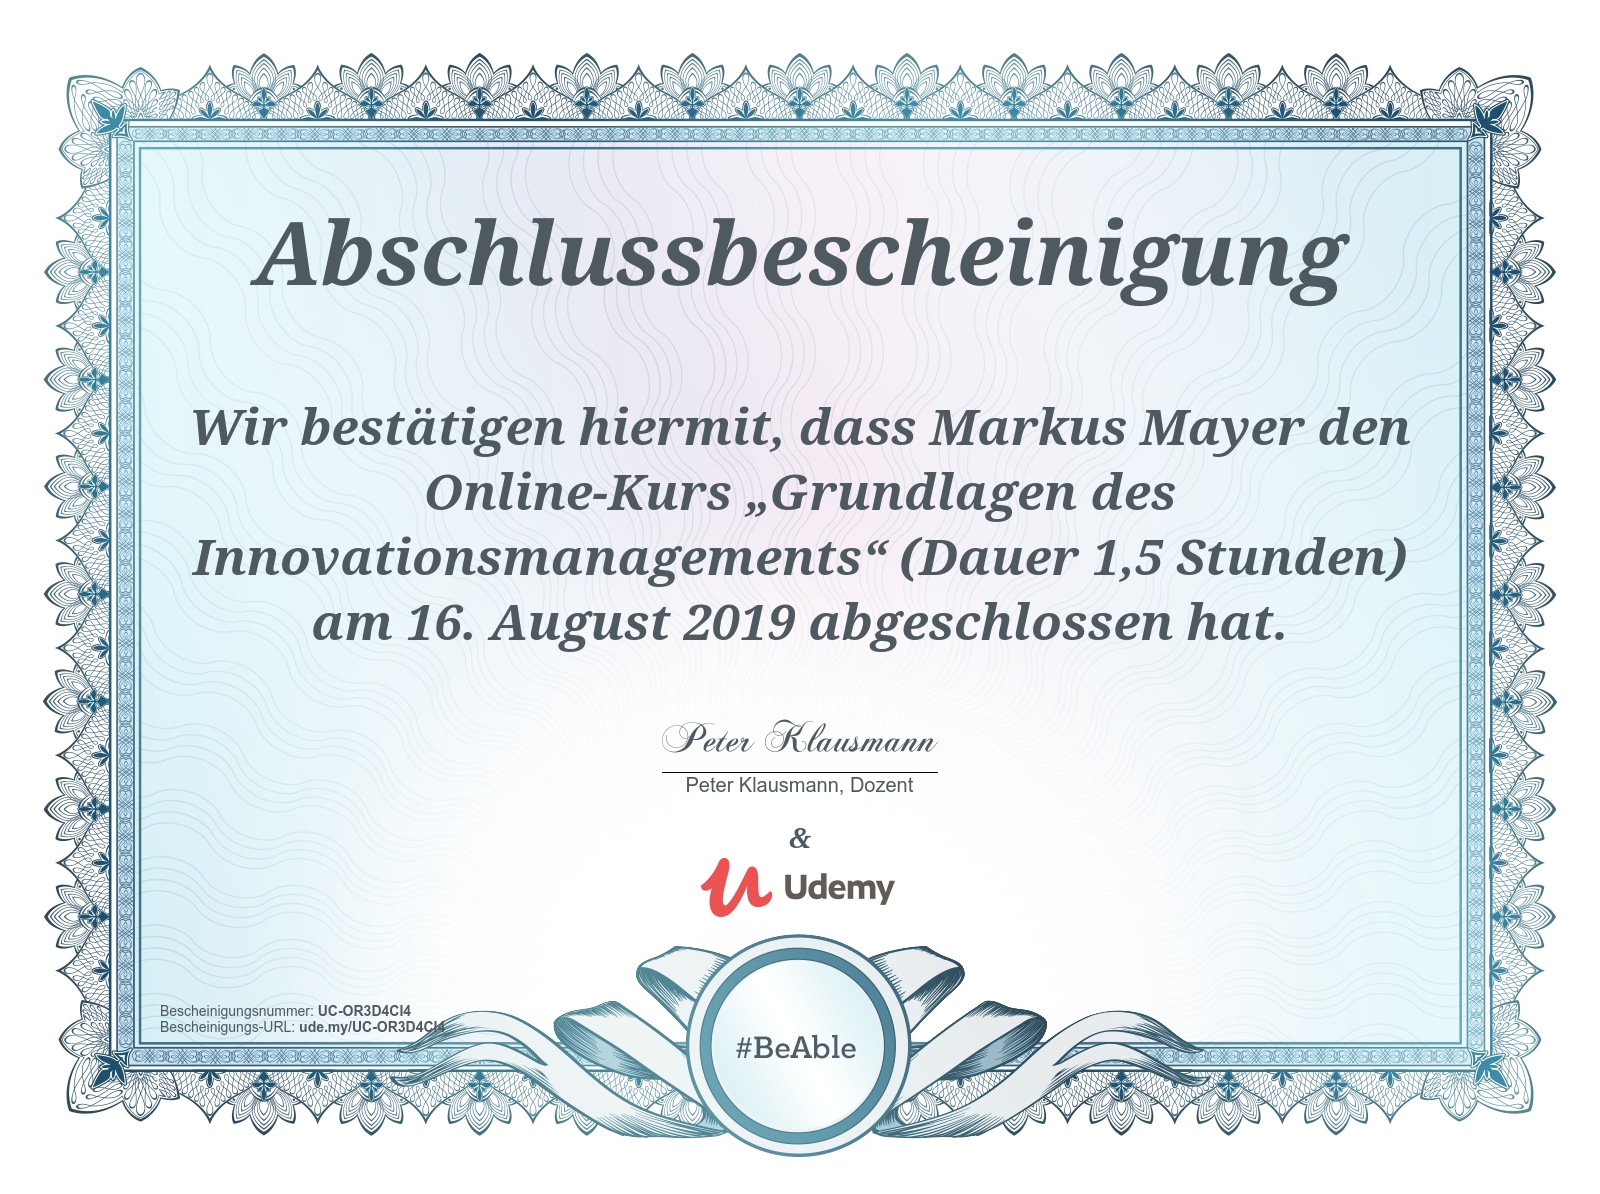 Abschlussbescheinigung
Wir bestätigen hiermit, dass Markus Mayer den
Online-Kurs „Grundlagen des
Innovationsmanagements“ (Dauer 1,5 Stunden)
am 16. August 2019 abgeschlossen hat.
Peter Klausmann
Peter Klausmann, Dozent
&
Udemy
Bescheinigungsnummer: UC-OR3D4CI4
Bescheinigungs-URL: ude.my/UC-OR3D4CI4
#BeAble